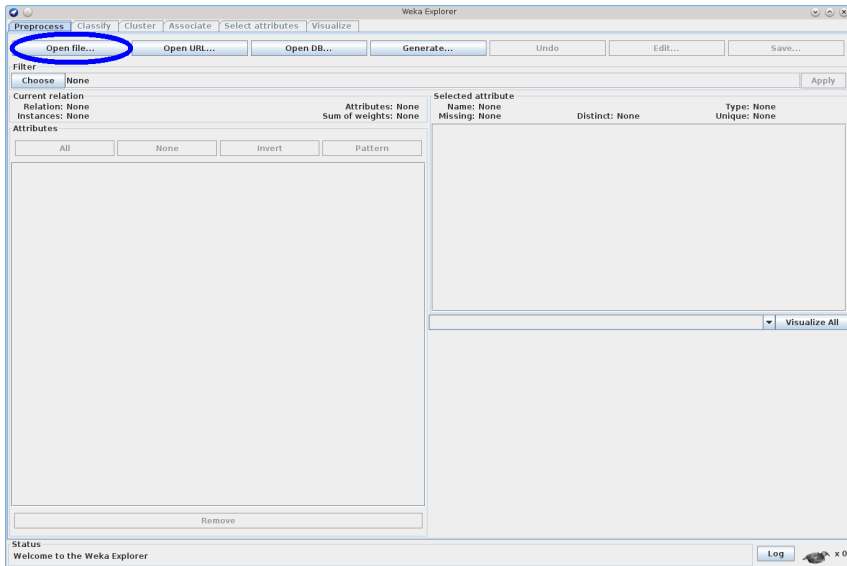 Weka Explorer
Preprocess Classify Cluster Associate Select attributes Visualize
Open file... Open URL... Open DB... Generate... Undo Edit... Save...
Filter
Choose None Apply
Current relation
Relation: None Attributes: None
Instances: None Sum of weights: None
Selected attribute
Name: None Type: None
Missing: None Distinct: None Unique: None
Attributes
All None Invert Pattern
Visualize All
Remove
Status
Welcome to the Weka Explorer
Log x 0